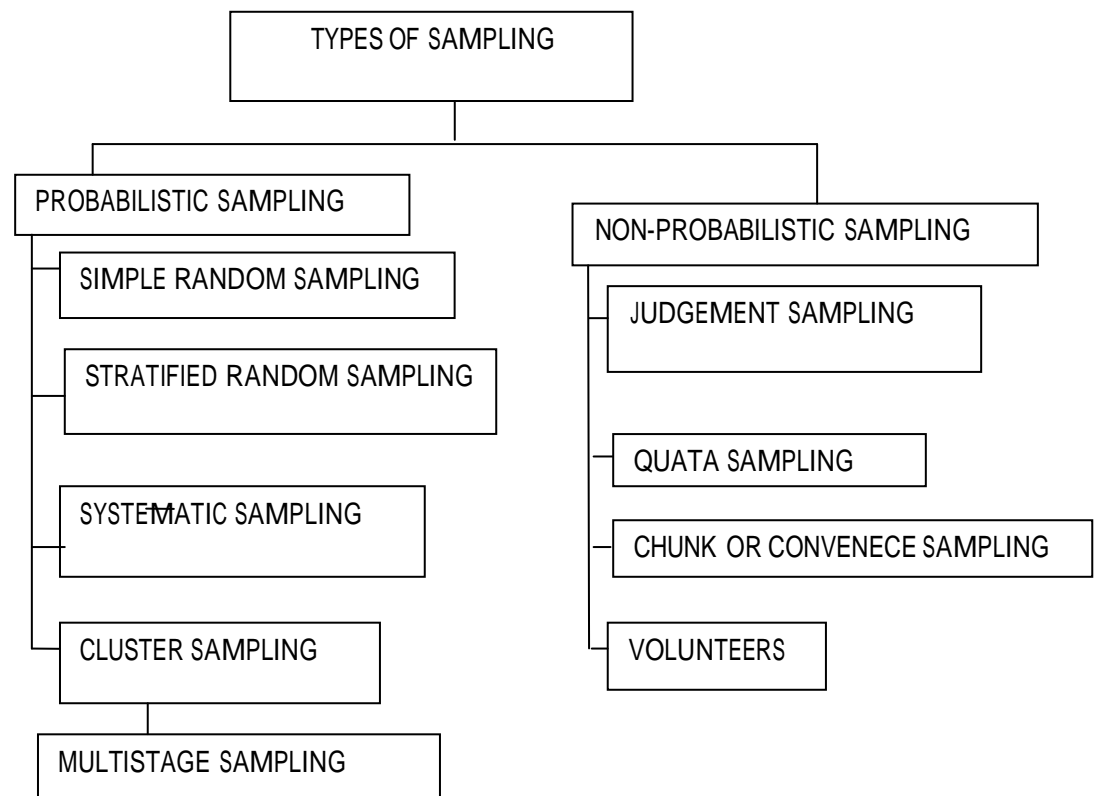 TYPES OF SAMPLING
PROBABILISTIC SAMPLING
SIMPLE RANDOM SAMPLING
STRATIFIED RANDOM SAMPLING
SYSTEMATIC SAMPLING
CLUSTER SAMPLING
MULTISTAGE SAMPLING
NON-PROBABILISTIC SAMPLING
JUDGEMENT SAMPLING
QUATA SAMPLING
CHUNK OR CONVENECE SAMPLING
VOLUNTEERS